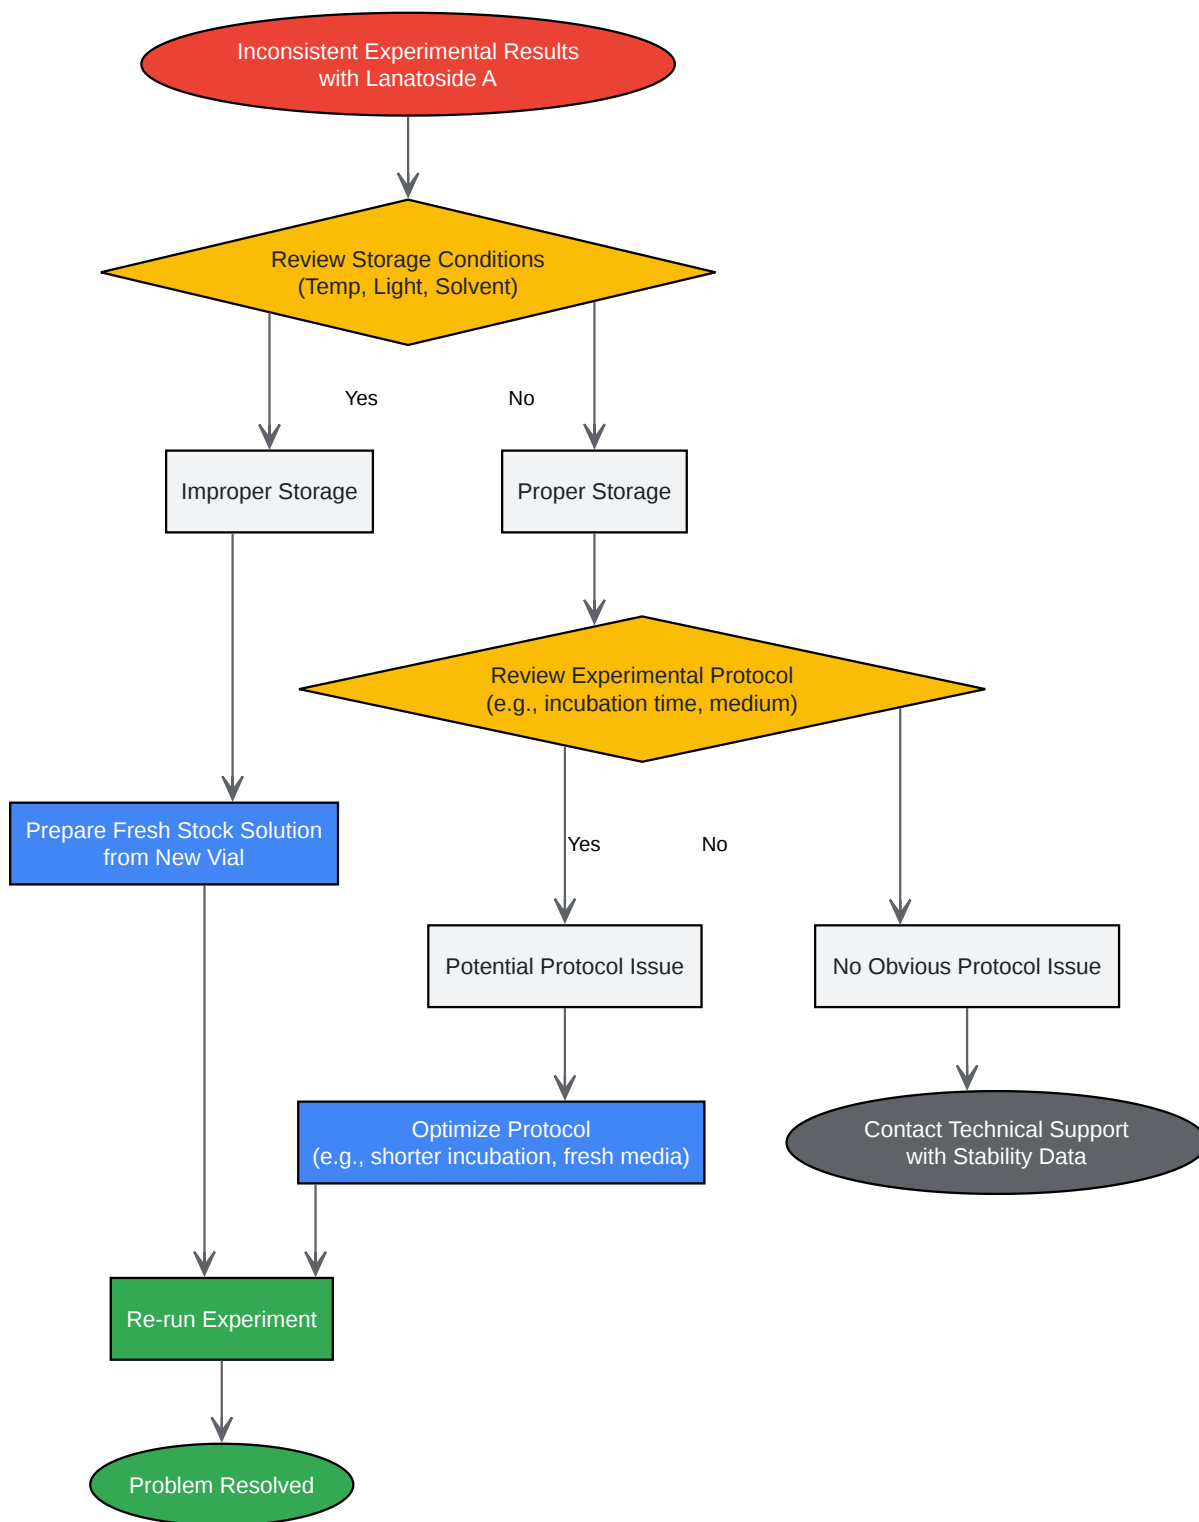 Inconsistent Experimental Results
with Lanatoside A
Review Storage Conditions
(Temp, Light, Solvent)
Yes
No
Improper Storage
Proper Storage
Review Experimental Protocol
(e.g., incubation time, medium)
Prepare Fresh Stock Solution
from New Vial
Yes
No
Potential Protocol Issue
No Obvious Protocol Issue
Optimize Protocol
(e.g., shorter incubation, fresh media)
Contact Technical Support
with Stability Data
Re-run Experiment
Problem Resolved